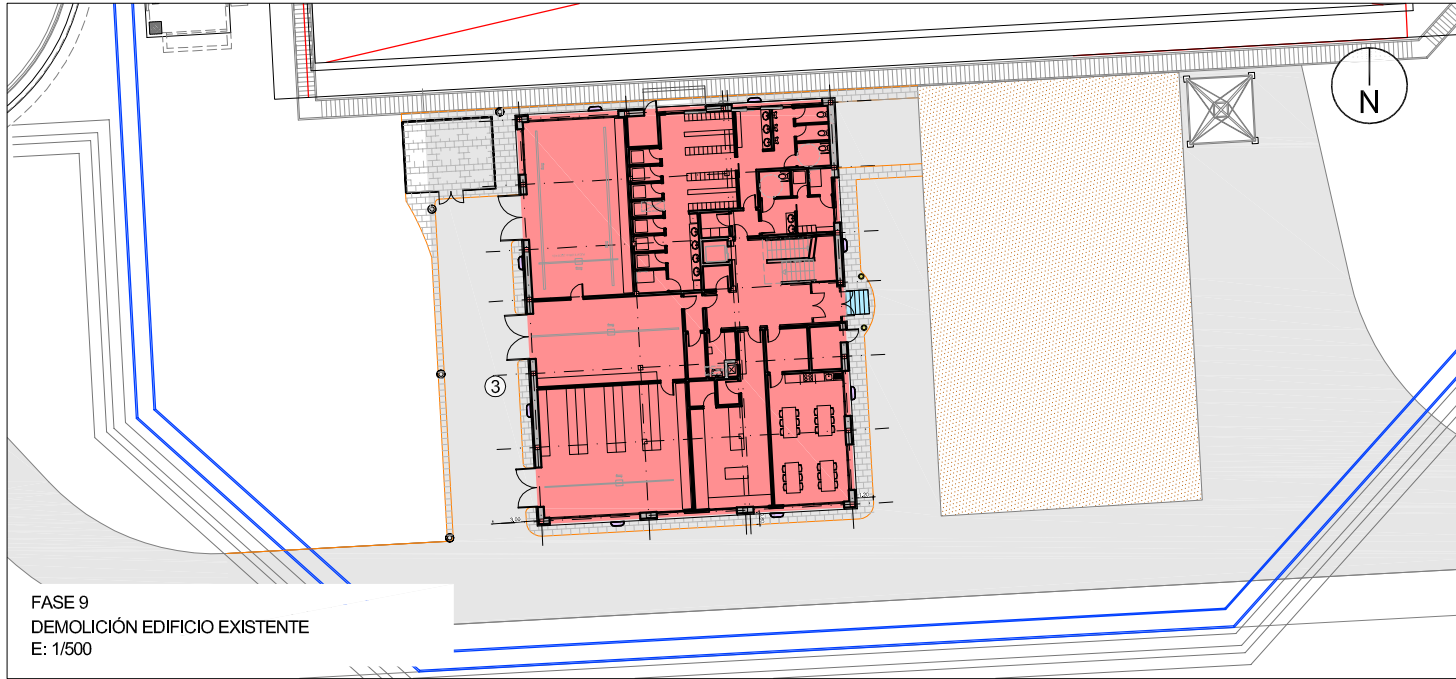 N
3
FASE 9
DEMOLICIÓN EDIFICIO EXISTENTE
E: 1/500